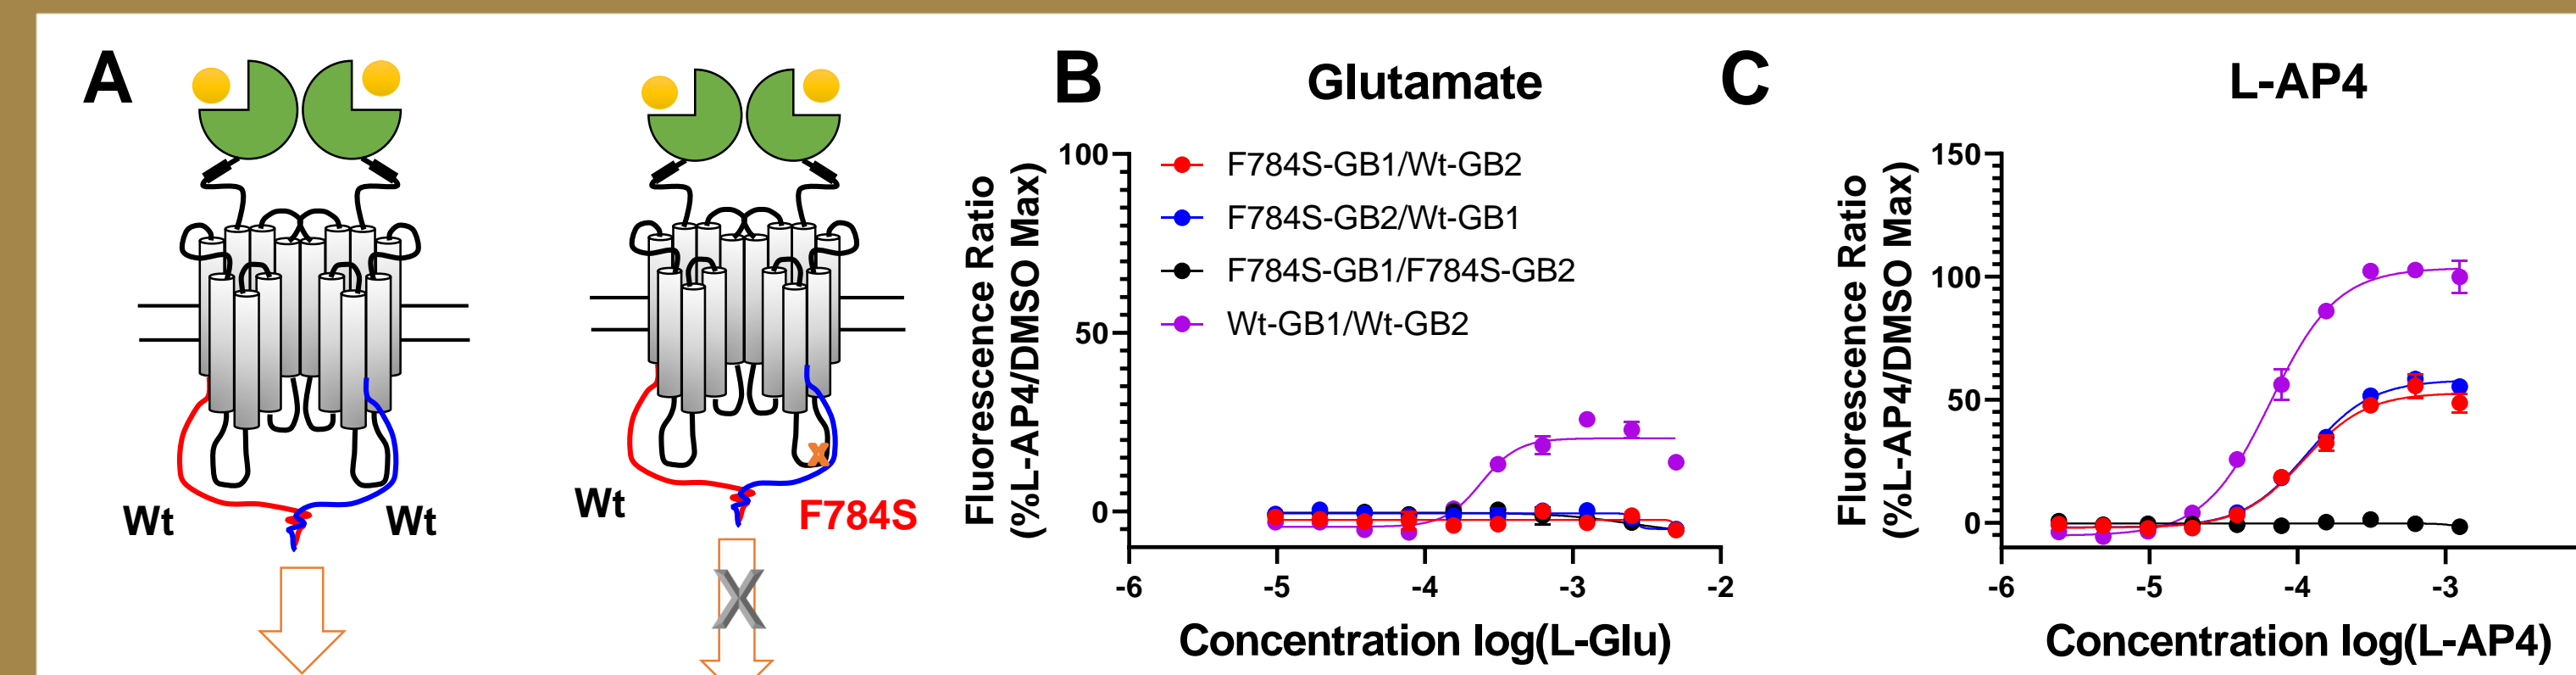 A
Wt
Wt
Wt
F784S
X
B
Glutamate
Fluorescence Ratio
(%L-AP4/DMSO Max)
100
50
0
F784S-GB1/Wt-GB2
F784S-GB2/Wt-GB1
F784S-GB1/F784S-GB2
Wt-GB1/Wt-GB2
-6
-5
-4
-3
-2
Concentration log(L-Glu)
C
L-AP4
Fluorescence Ratio
(%L-AP4/DMSO Max)
150
100
50
0
-6
-5
-4
-3
Concentration log(L-AP4)